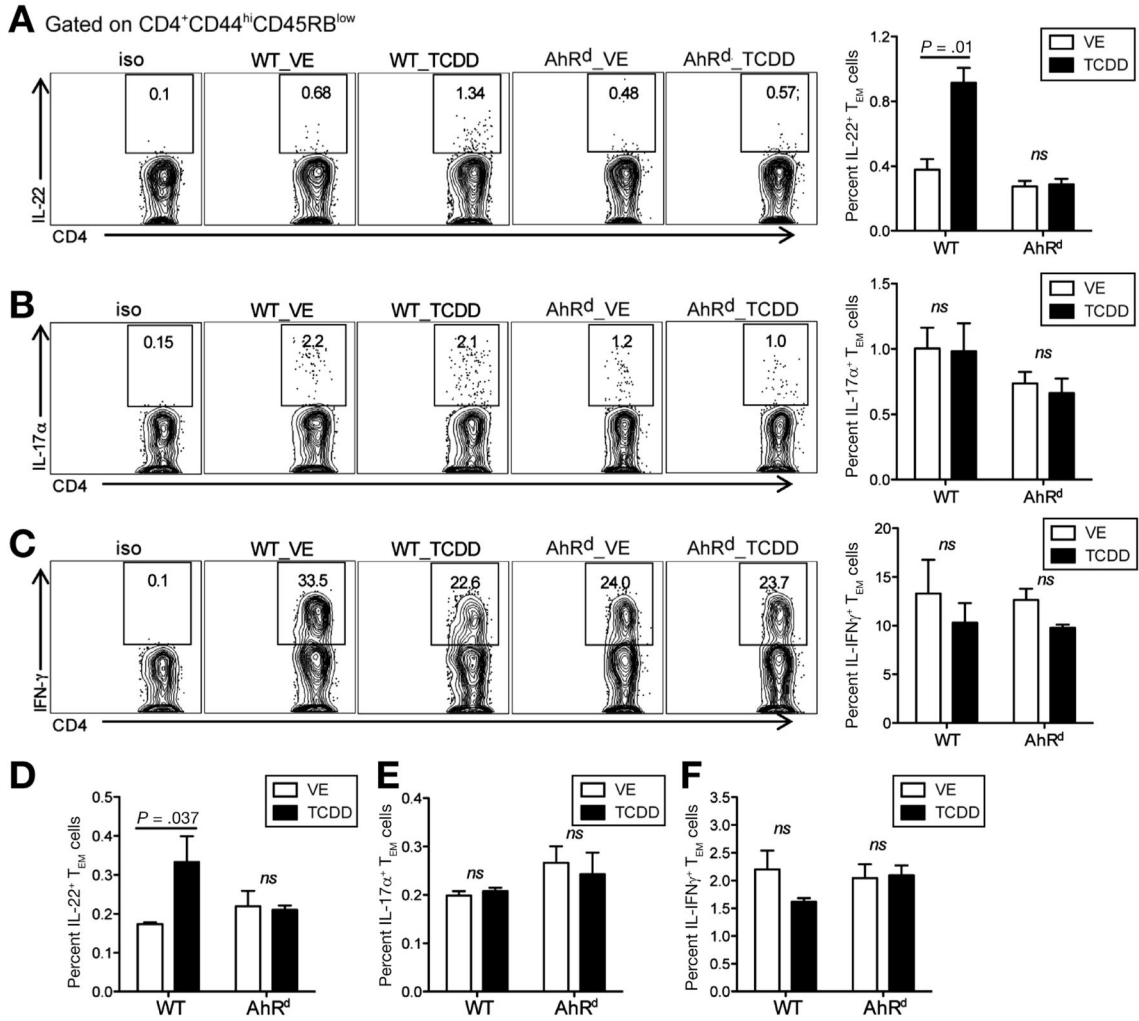 A Gated on CD4⁺CD44ʰⁱCD45RBˡᵒʷ
iso WT_VE WT_TCDD AhRᵈ_VE AhRᵈ_TCDD
0.1 0.68 1.34 0.48 0.57
IL-22
CD4
Percent IL-22⁺ T_EM cells
1.2
0.8
0.4
0.0
P = .01
ns
VE
TCDD
WT AhRᵈ
B
iso WT_VE WT_TCDD AhRᵈ_VE AhRᵈ_TCDD
0.15 2.2 2.1 1.2 1.0
IL-17α
CD4
Percent IL-17α⁺ T_EM cells
1.5
1.0
0.5
0.0
ns
ns
VE
TCDD
WT AhRᵈ
C
iso WT_VE WT_TCDD AhRᵈ_VE AhRᵈ_TCDD
0.1 33.5 22.6 24.0 23.7
IFN-γ
CD4
Percent IL-IFNγ⁺ T_EM cells
20
15
10
5
0
ns
ns
VE
TCDD
WT AhRᵈ
D
Percent IL-22⁺ T_EM cells
0.5
0.4
0.3
0.2
0.1
0.0
P = .037
ns
VE
TCDD
WT AhRᵈ
E
Percent IL-17α⁺ T_EM cells
0.4
0.3
0.2
0.1
0.0
ns
ns
VE
TCDD
WT AhRᵈ
F
Percent IL-IFNγ⁺ T_EM cells
3.5
3.0
2.5
2.0
1.5
1.0
0.5
0.0
ns
ns
VE
TCDD
WT AhRᵈ